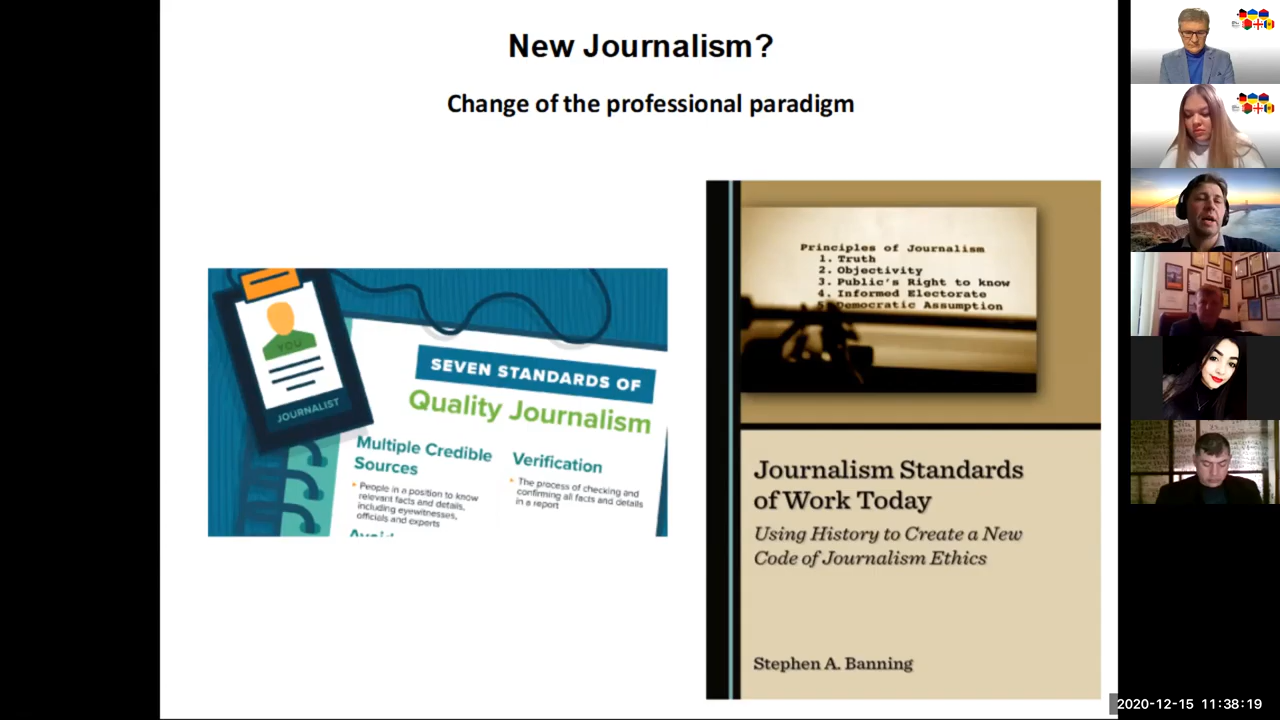 New Journalism?
Change of the professional paradigm
YOU
JOURNALIST
SEVEN STANDARDS OF
Quality Journalism
Multiple Credible
Sources
• People in a position to know
relevant facts and details,
including eyewitnesses,
officials and experts
Verification
• The process of checking and
confirming all facts and details
in a report
Principles of Journalism
1. Truth
2. Objectivity
3. Public's Right to know
4. Informed Electorate
5. Democratic Assumption
Journalism Standards
of Work Today
Using History to Create a New
Code of Journalism Ethics
Stephen A. Banning
2020-12-15 11:38:19